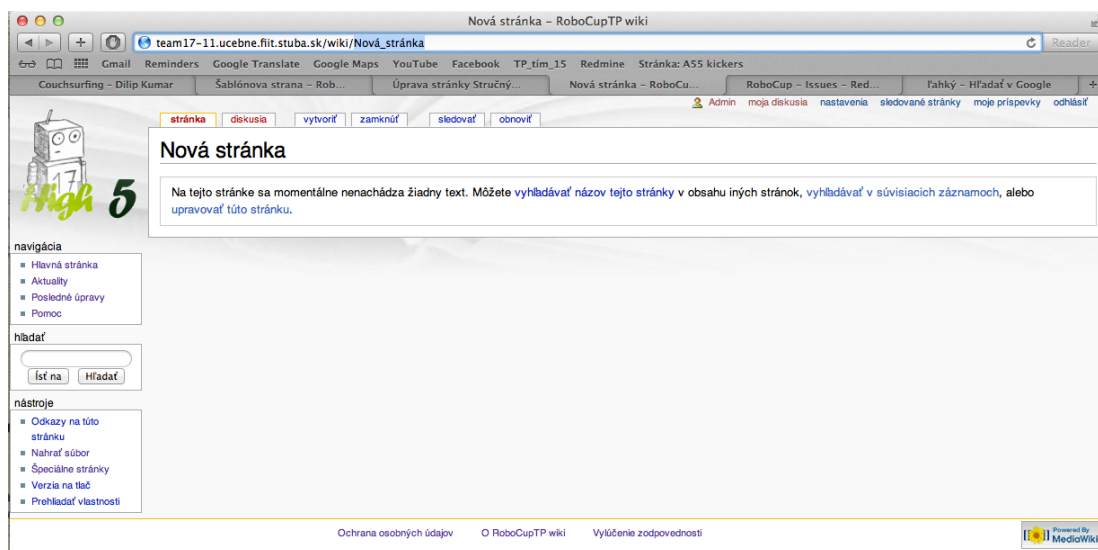 Nová stránka – RoboCupTP wiki
team17-11.ucebne.fiit.stuba.sk/wiki/Nová_stránka
Reader
Gmail Reminders Google Translate Google Maps YouTube Facebook TP_tím_15 Redmine Stránka: A55 kickers
Couchsurfing – Dilip Kumar Šablónova strana – Rob... Úprava stránky Stručný... Nová stránka – RoboCu... RoboCup – Issues – Red... ľahký – Hľadať v Google
Admin moja diskusia nastavenia sledované stránky moje príspevky odhlásiť
stránka diskusia vytvoriť zamknúť sledovať obnoviť
17
High 5
Nová stránka
Na tejto stránke sa momentálne nenachádza žiadny text. Môžete vyhľadávať názov tejto stránky v obsahu iných stránok, vyhľadávať v súvisiacich záznamoch, alebo
upravovať túto stránku.
navigácia
Hlavná stránka
Aktuality
Posledné úpravy
Pomoc
hľadať
Ísť na Hľadať
nástroje
Odkazy na túto
stránku
Nahrať súbor
Špeciálne stránky
Verzia na tlač
Prehliadať vlastnosti
Ochrana osobných údajov O RoboCupTP wiki Vylúčenie zodpovednosti
Powered By
MediaWiki